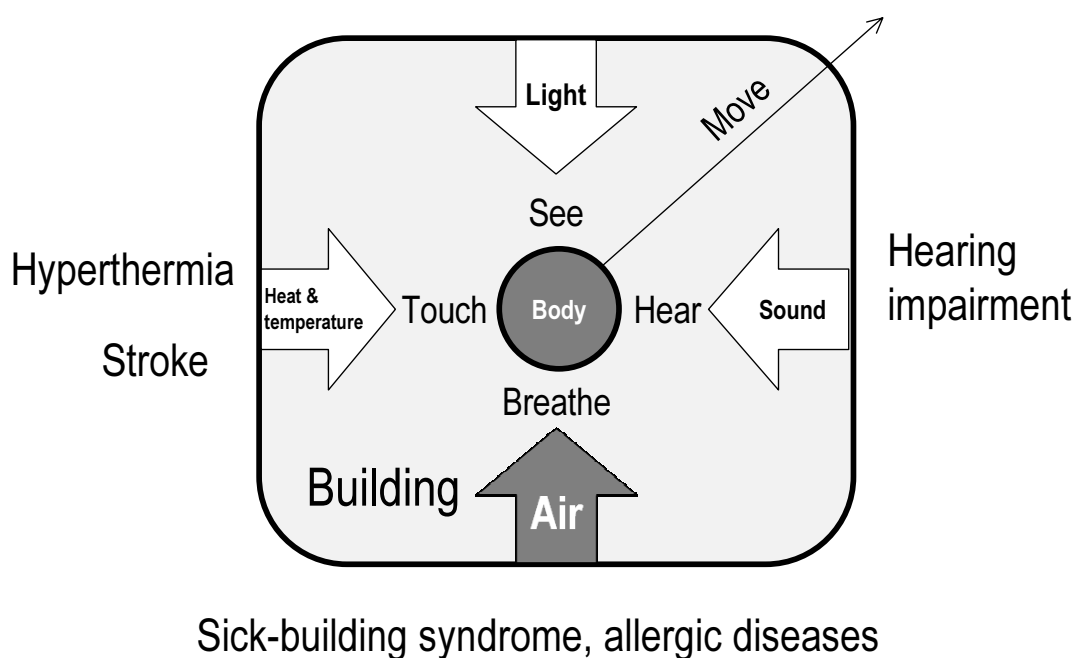 Light
Move
See
Hyperthermia
Stroke
Heat &
temperature
Touch
Body
Hear
Sound
Hearing
impairment
Breathe
Building
Air
Sick-building syndrome, allergic diseases